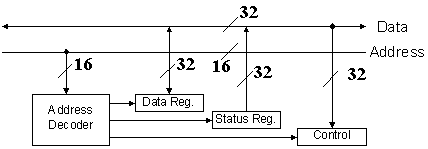 32
Data
16
Address
16
32
32
32
Address
Decoder
Data Reg.
Status Reg.
Control